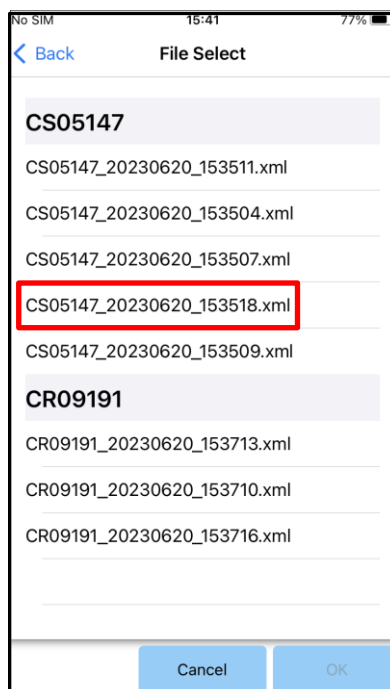 No SIM 15:41 77%
Back File Select
CS05147
CS05147_20230620_153511.xml
CS05147_20230620_153504.xml
CS05147_20230620_153507.xml
CS05147_20230620_153518.xml
CS05147_20230620_153509.xml
CR09191
CR09191_20230620_153713.xml
CR09191_20230620_153710.xml
CR09191_20230620_153716.xml
Cancel OK